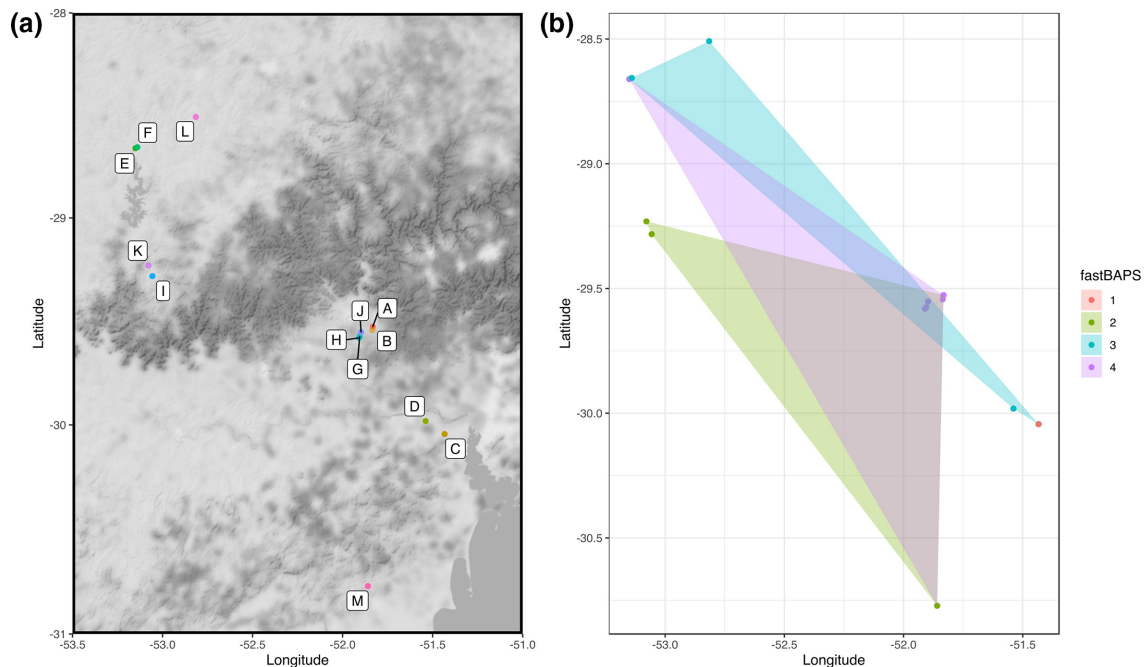 (a)
-28
-29
-30
-31
Latitude
L
F
E
K
I
J
A
H
B
G
D
C
M
-53.5
-53.0
-52.5
-52.0
-51.5
-51.0
Longitude
(b)
-28.5
-29.0
-29.5
-30.0
-30.5
Latitude
-53.0
-52.5
-52.0
-51.5
Longitude
fastBAPS
1
2
3
4